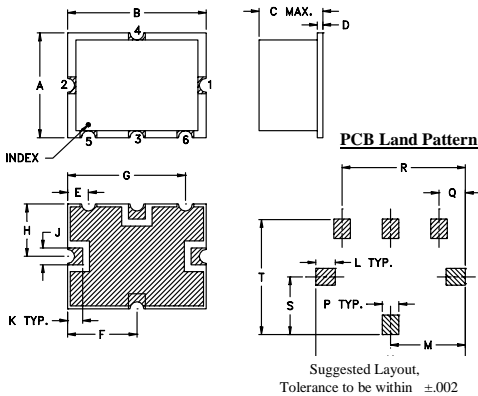 B
C MAX.
D
4
A
2
1
5
3
6
INDEX
PCB Land Pattern
G
E
R
Q
H
J
L TYP.
T
S
P TYP.
K TYP.
F
M
Suggested Layout,
Tolerance to be within ±.002